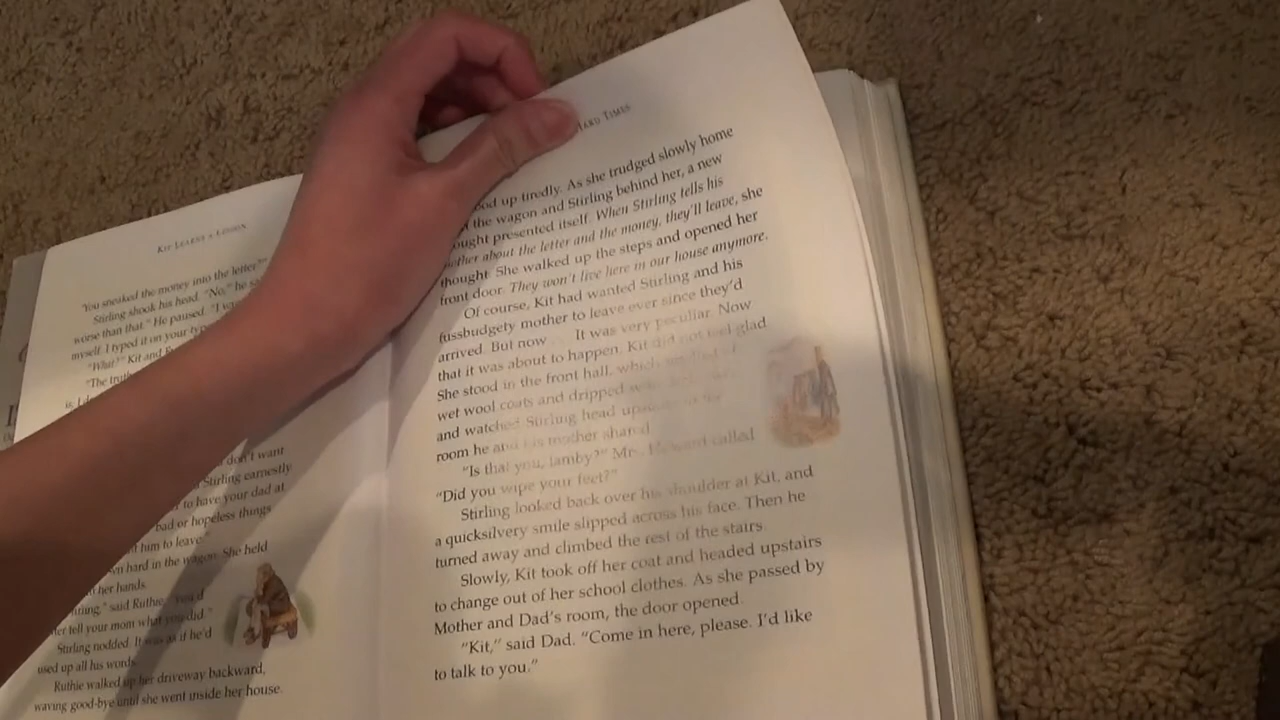 KIT LEARNS A LESSON
"You sneaked the money into the letter?"
Stirling shook his head. "No," he
worse than that." He paused. "I
myself. I typed it on your
"What?" Kit and
"The truth
don't want
Stirling earnestly
to have your dad at
bad or hopeless things
him to leave."
hard in the wagon. She held
her hands.
said Ruthie.
tell your mom what you did."
Stirling nodded. It was as if he'd
used up all his words.
Ruthie walked up her driveway backward,
waving good-bye until she went inside her house.
HARD TIMES
up tiredly. As she trudged slowly home
the wagon and Stirling behind her, a new
presented itself. When Stirling tells his
mother about the letter and the money, they'll leave, she
thought. She walked up the steps and opened her
front door. They won't live here in our house anymore.
Of course, Kit had wanted Stirling and his
fussbudgety mother to leave ever since they'd
arrived. But now . . . It was very peculiar. Now
that it was about to happen, Kit did not feel glad
She stood in the front hall, which smelled of
wet wool coats and dripped
and watched Stirling head
room he and his mother shared.
"Is that you, lamby?" Mrs. Howard called
"Did you wipe your feet?"
Stirling looked back over his shoulder at Kit, and
a quicksilvery smile slipped across his face. Then he
turned away and climbed the rest of the stairs.
Slowly, Kit took off her coat and headed upstairs
to change out of her school clothes. As she passed by
Mother and Dad's room, the door opened.
"Kit," said Dad. "Come in here, please. I'd like
to talk to you."